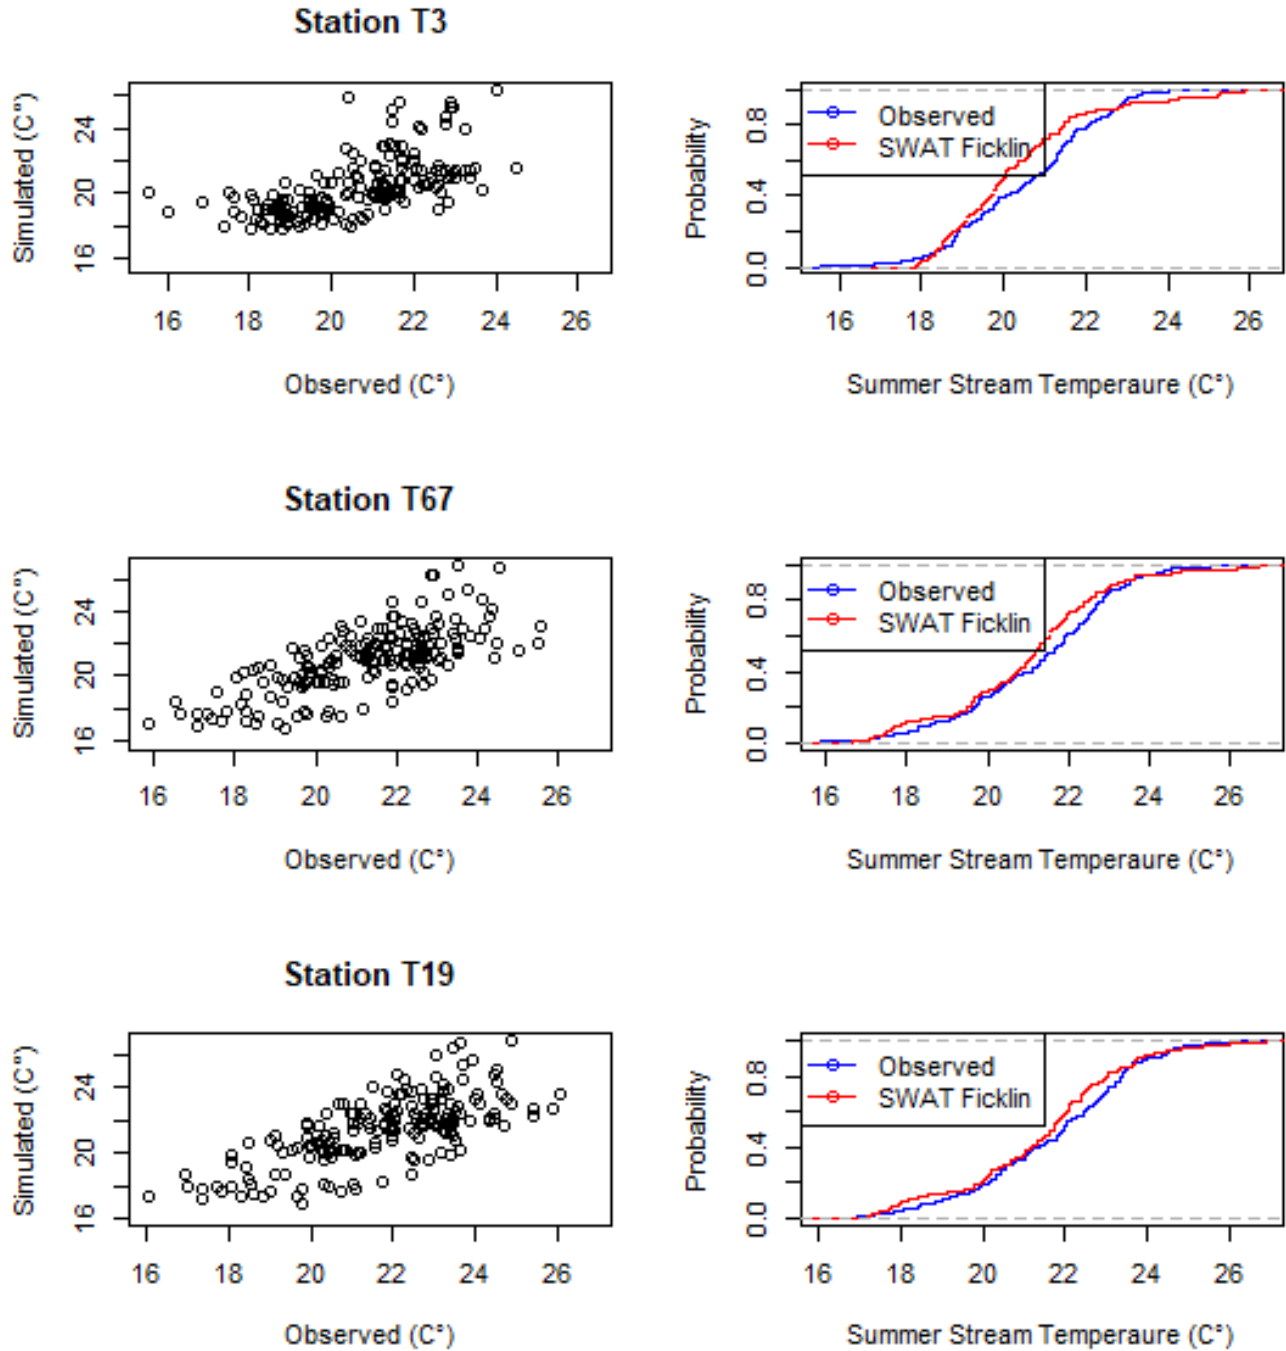 Station T3
Simulated (C°)
16 20 24
16 18 20 22 24 26
Observed (C°)
Probability
0.0 0.4 0.8
Observed
SWAT Ficklin
16 18 20 22 24 26
Summer Stream Temperaure (C°)
Station T67
Simulated (C°)
16 20 24
16 18 20 22 24 26
Observed (C°)
Probability
0.0 0.4 0.8
Observed
SWAT Ficklin
16 18 20 22 24 26
Summer Stream Temperaure (C°)
Station T19
Simulated (C°)
16 20 24
16 18 20 22 24 26
Observed (C°)
Probability
0.0 0.4 0.8
Observed
SWAT Ficklin
16 18 20 22 24 26
Summer Stream Temperaure (C°)